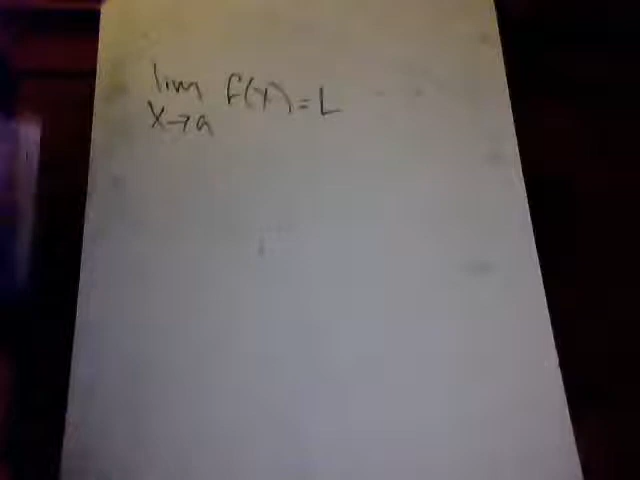 lim f(x) = L
x→a